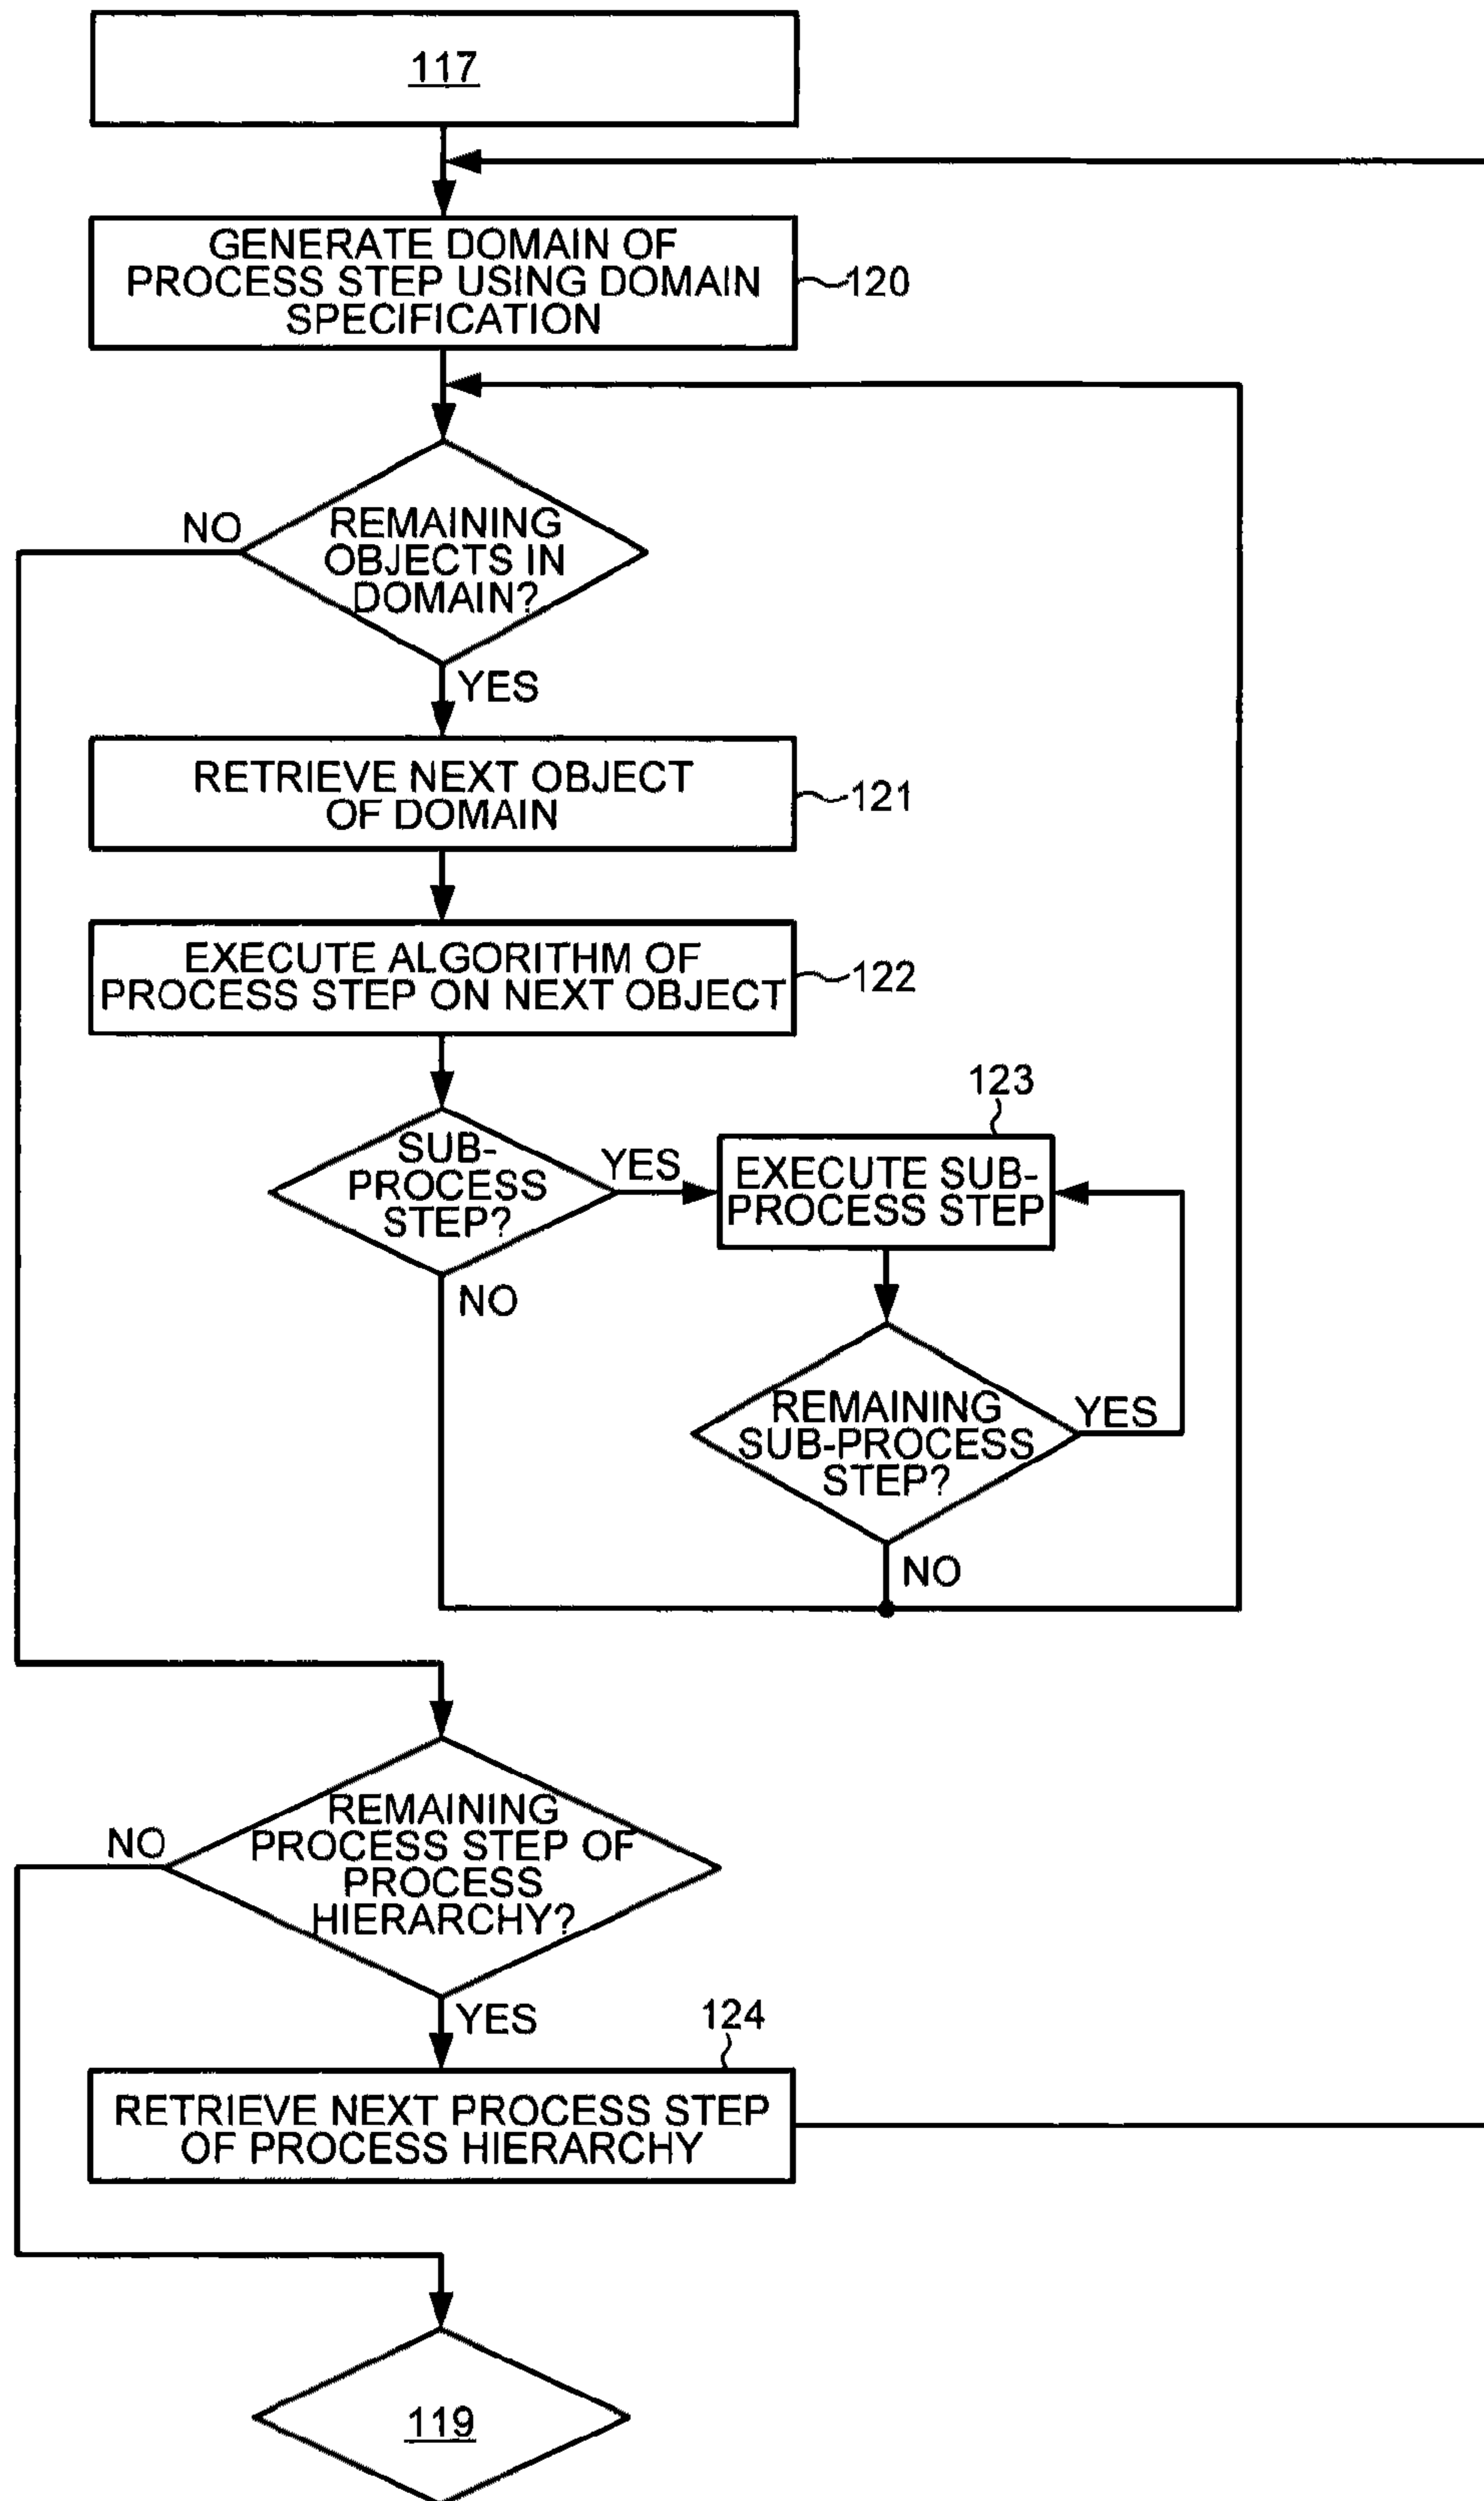 117
GENERATE DOMAIN OF
PROCESS STEP USING DOMAIN
SPECIFICATION
120
NO
REMAINING
OBJECTS IN
DOMAIN?
YES
RETRIEVE NEXT OBJECT
OF DOMAIN
121
EXECUTE ALGORITHM OF
PROCESS STEP ON NEXT OBJECT
122
SUB-
PROCESS
STEP?
YES
NO
123
EXECUTE SUB-
PROCESS STEP
REMAINING
SUB-PROCESS
STEP?
YES
NO
REMAINING
PROCESS STEP OF
PROCESS
HIERARCHY?
NO
YES
124
RETRIEVE NEXT PROCESS STEP
OF PROCESS HIERARCHY
119